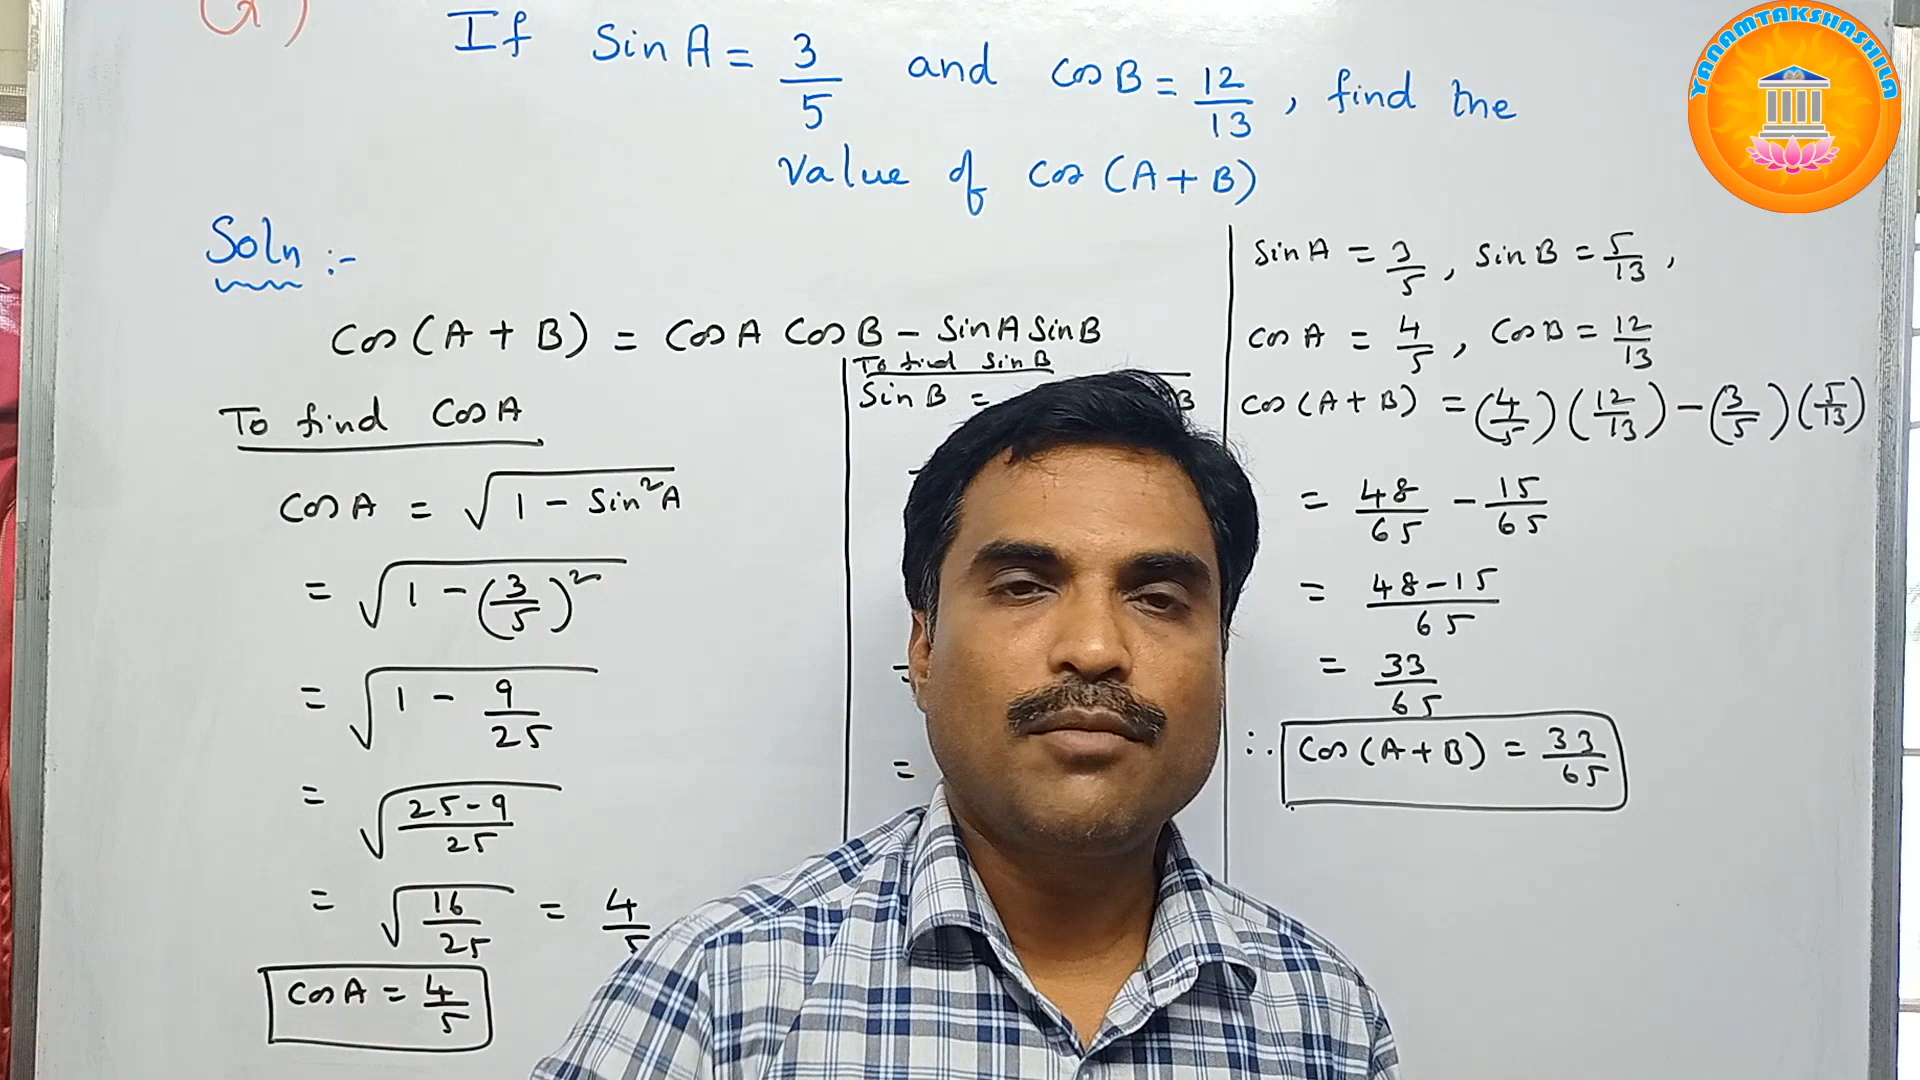 If Sin A = 3/5 and cos B = 12/13, find the
value of cos (A + B)
Soln :-
Cos (A + B) = Cos A Cos B - Sin A Sin B
To find Cos A
Cos A = √(1 - Sin²A)
= √(1 - (3/5)²)
= √(1 - 9/25)
= √((25-9)/25)
= √(16/25) = 4/5
Cos A = 4/5
To find Sin B
Sin B =
B
=
=
Sin A = 3/5, Sin B = 5/13,
Cos A = 4/5, Cos B = 12/13
Cos (A + B) = (4/5) (12/13) - (3/5) (5/13)
= 48/65 - 15/65
= (48-15)/65
= 33/65
∴ Cos (A + B) = 33/65
YANAMTAKSHASHILA